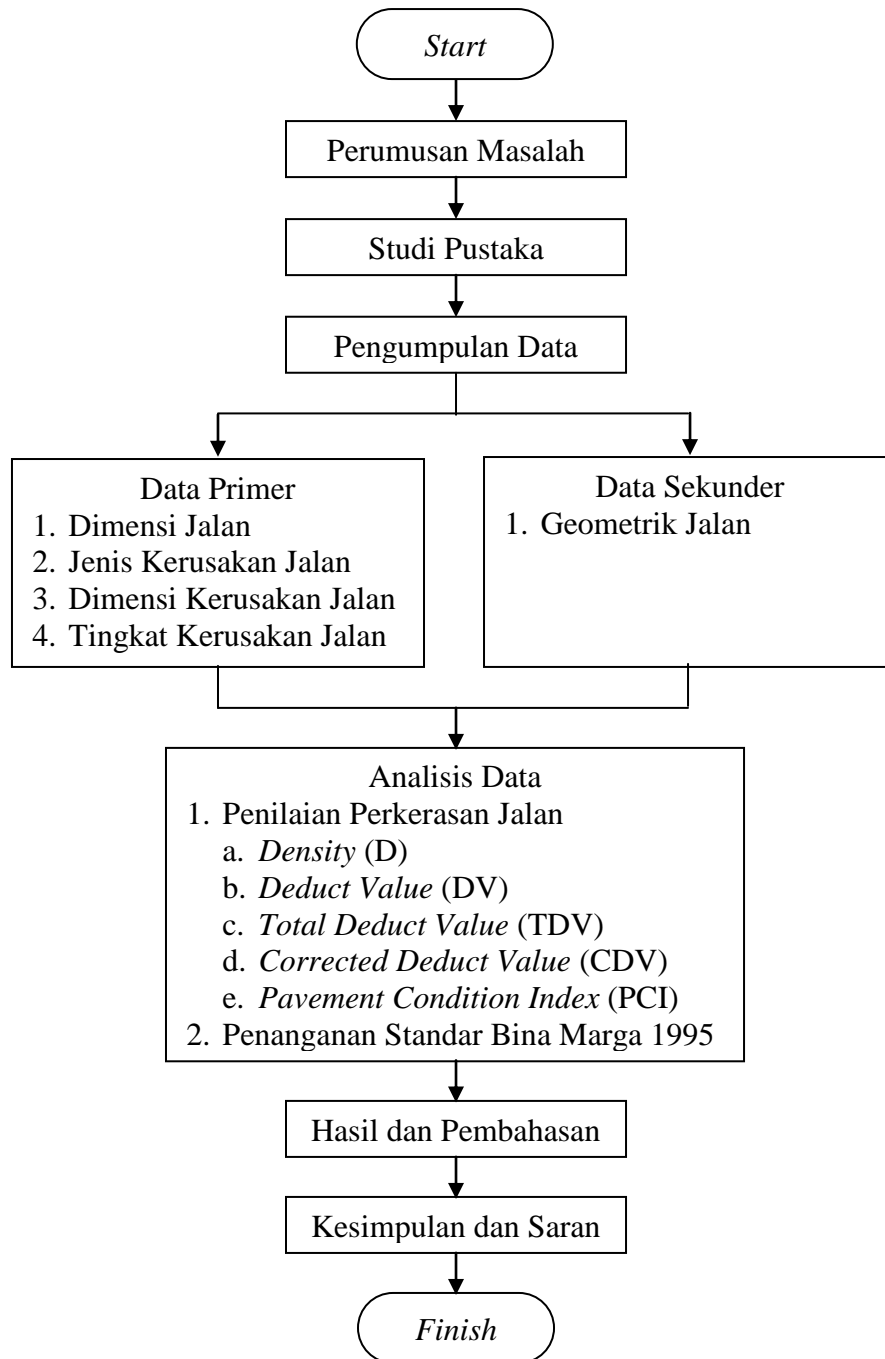 Start
Perumusan Masalah
Studi Pustaka
Pengumpulan Data
Data Primer
1. Dimensi Jalan
2. Jenis Kerusakan Jalan
3. Dimensi Kerusakan Jalan
4. Tingkat Kerusakan Jalan
Data Sekunder
1. Geometrik Jalan
Analisis Data
1. Penilaian Perkerasan Jalan
a. Density (D)
b. Deduct Value (DV)
c. Total Deduct Value (TDV)
d. Corrected Deduct Value (CDV)
e. Pavement Condition Index (PCI)
2. Penanganan Standar Bina Marga 1995
Hasil dan Pembahasan
Kesimpulan dan Saran
Finish